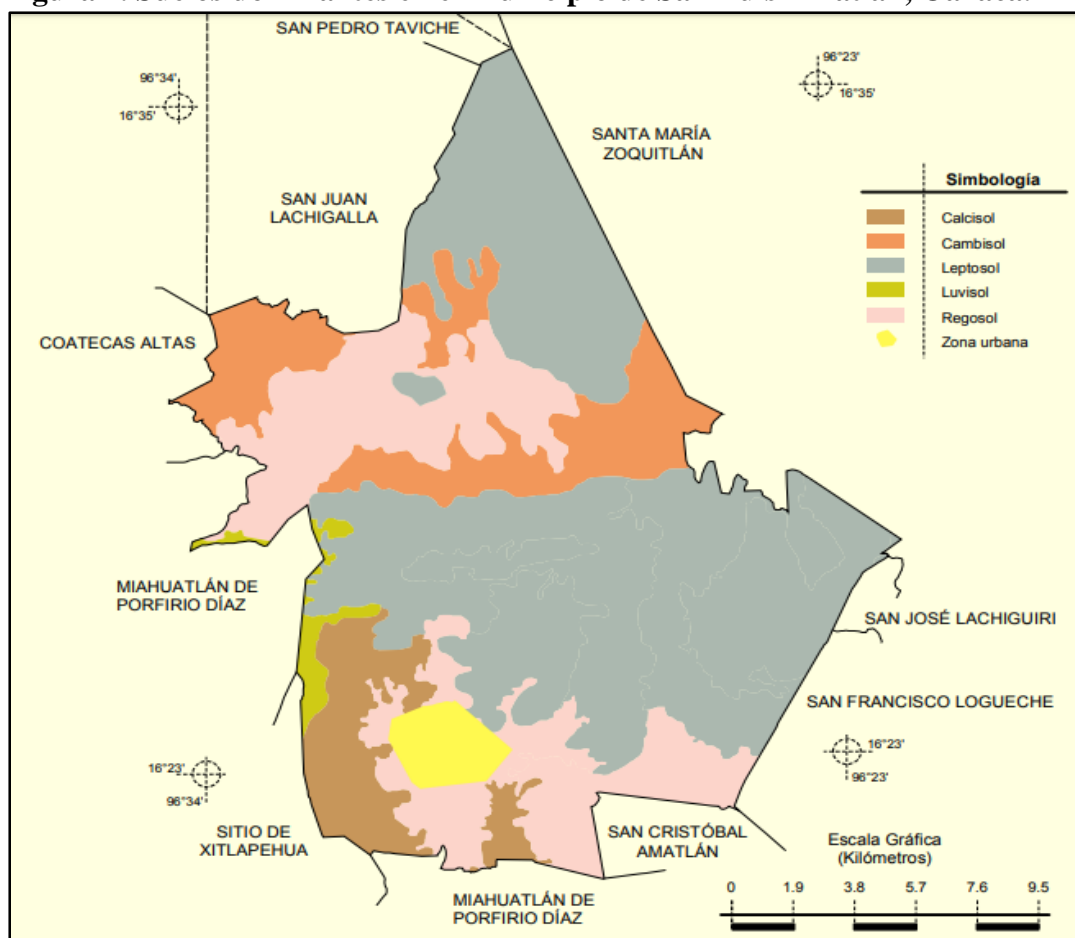 SAN PEDRO TAVICHE
96°34'
16°35'
96°23'
16°35'
SANTA MARÍA
ZOQUITLÁN
SAN JUAN
LACHIGALLA
COATECAS ALTAS
Simbología
Calcisol
Cambisol
Leptosol
Luvisol
Regosol
Zona urbana
MIAHUATLÁN DE
PORFIRIO DÍAZ
SAN JOSÉ LACHIGUIRI
SAN FRANCISCO LOGUECHE
16°23'
96°34'
16°23'
96°23'
SITIO DE
XITLAPEHUA
SAN CRISTÓBAL
AMATLÁN
MIAHUATLÁN DE
PORFIRIO DÍAZ
Escala Gráfica
(Kilómetros)
0 1.9 3.8 5.7 7.6 9.5